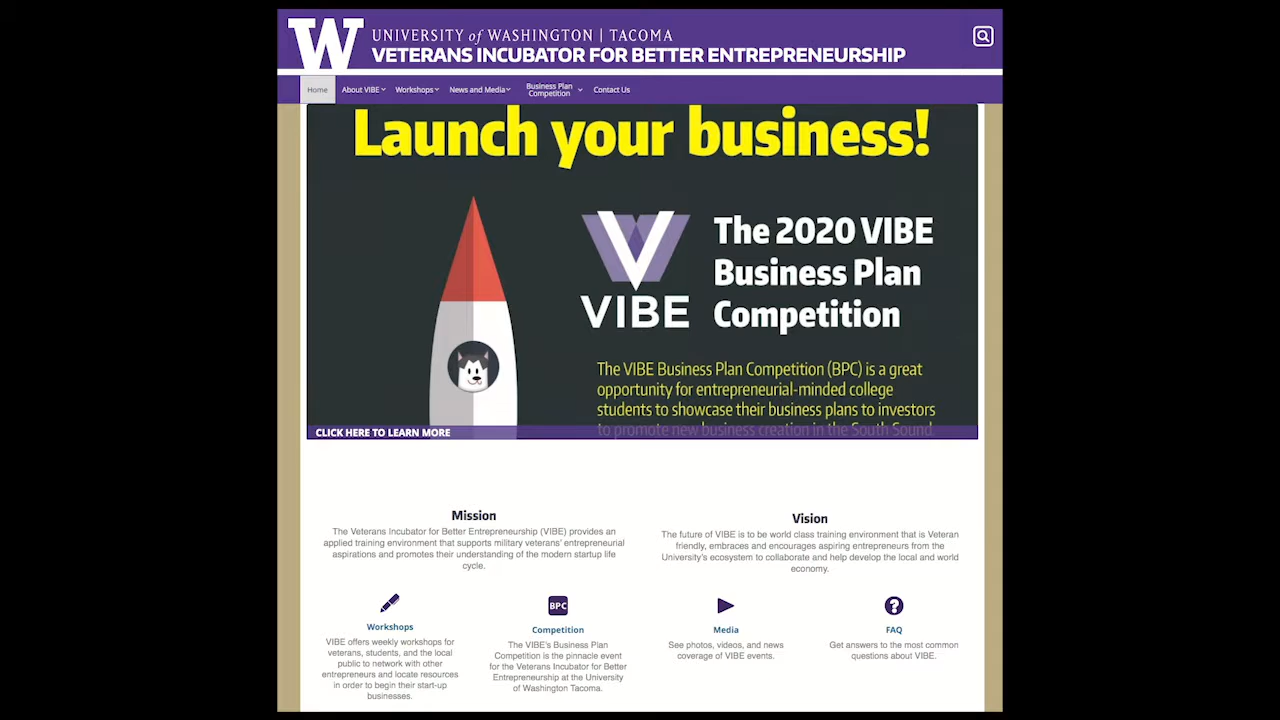 W
UNIVERSITY of WASHINGTON | TACOMA
VETERANS INCUBATOR FOR BETTER ENTREPRENEURSHIP
Home
About VIBE
Workshops
News and Media
Business Plan
Competition
Contact Us
Launch your business!
VIBE
The 2020 VIBE
Business Plan
Competition
The VIBE Business Plan Competition (BPC) is a great
opportunity for entrepreneurial-minded college
students to showcase their business plans to investors
to promote new business creation in the South Sound.
CLICK HERE TO LEARN MORE
Mission
The Veterans Incubator for Better Entrepreneurship (VIBE) provides an
applied training environment that supports military veterans' entrepreneurial
aspirations and promotes their understanding of the modern startup life
cycle.
Vision
The future of VIBE is to be world class training environment that is Veteran
friendly, embraces and encourages aspiring entrepreneurs from the
University's ecosystem to collaborate and help develop the local and world
economy.
Workshops
VIBE offers weekly workshops for
veterans, students, and the local
public to network with other
entrepreneurs and locate resources
in order to begin their start-up
businesses.
BPC
Competition
The VIBE's Business Plan
Competition is the pinnacle event
for the Veterans Incubator for Better
Entrepreneurship at the University
of Washington Tacoma.
Media
See photos, videos, and news
coverage of VIBE events.
?
FAQ
Get answers to the most common
questions about VIBE.